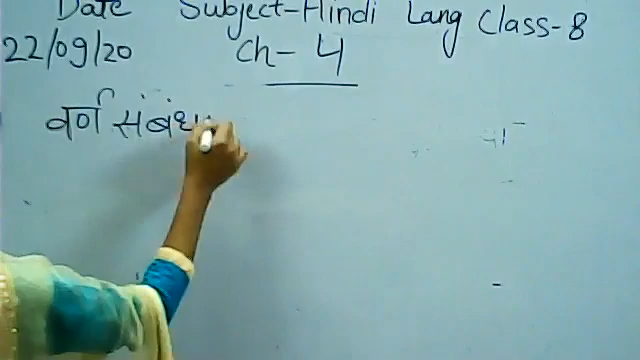 Date Subject-Hindi Lang Class-8
22/09/20 Ch-4
वर्ण संबंध